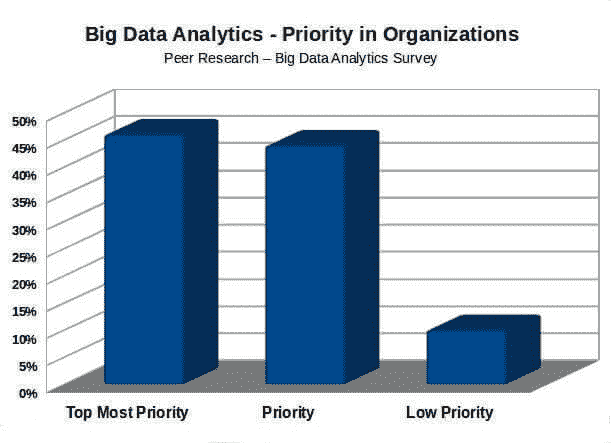 Big Data Analytics - Priority in Organizations
Peer Research – Big Data Analytics Survey
50%
45%
40%
35%
30%
25%
20%
15%
10%
5%
0%
Top Most Priority
Priority
Low Priority